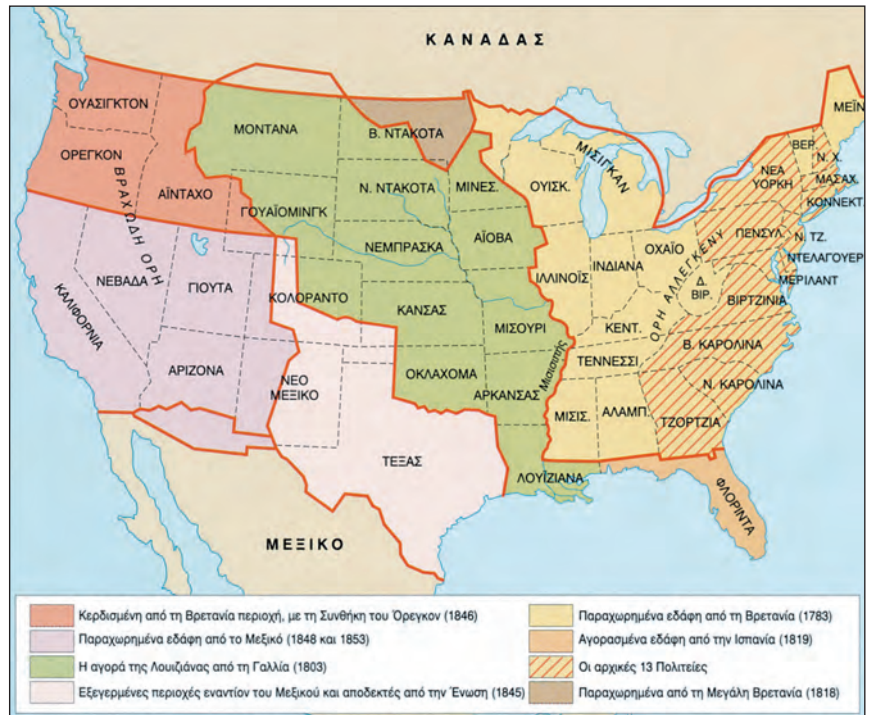 ΚΑΝΑΔΑΣ
ΟΥΑΣΙΓΚΤΟΝ
ΜΟΝΤΑΝΑ
Β. ΝΤΑΚΟΤΑ
ΜΕΪΝ
ΟΡΕΓΚΟΝ
ΒΡΑΧΩΔΗ ΟΡΗ
ΑΪΝΤΑΧΟ
Ν. ΝΤΑΚΟΤΑ
ΜΙΝΕΣ.
ΟΥΙΣΚ.
ΜΙΣΙΓΚΑΝ
ΝΕΑ
ΥΟΡΚΗ
ΒΕΡ.
Ν. Χ.
ΜΑΣΑΧ.
ΚΟΝΝΕΚΤ.
ΓΟΥΑΪΟΜΙΝΓΚ
ΝΕΜΠΡΑΣΚΑ
ΑΪΟΒΑ
ΙΛΛΙΝΟΪΣ
ΙΝΔΙΑΝΑ
ΟΧΑΪΟ
ΠΕΝΣΥΛ.
Ν. ΤΖ.
ΝΤΕΛΑΓΟΥΕΡ
ΜΕΡΙΛΑΝΤ
ΟΡΗ ΑΛΛΕΓΚΕΝΥ
Δ.
ΒΙΡ.
ΒΙΡΤΖΙΝΙΑ
ΚΑΛΙΦΟΡΝΙΑ
ΝΕΒΑΔΑ
ΓΙΟΥΤΑ
ΚΟΛΟΡΑΝΤΟ
ΚΑΝΣΑΣ
ΜΙΣΟΥΡΙ
ΚΕΝΤ.
ΤΕΝΝΕΣΣΙ
Β. ΚΑΡΟΛΙΝΑ
Ν. ΚΑΡΟΛΙΝΑ
ΑΡΙΖΟΝΑ
ΝΕΟ
ΜΕΞΙΚΟ
ΟΚΛΑΧΟΜΑ
ΑΡΚΑΝΣΑΣ
ΜΙΣΙΣ.
ΑΛΑΜΠ.
ΤΖΟΡΤΖΙΑ
ΤΕΞΑΣ
ΛΟΥΪΖΙΑΝΑ
ΦΛΟΡΙΝΤΑ
ΜΕΞΙΚΟ
Κερδισμένη από τη Βρετανία περιοχή, με τη Συνθήκη του Όρεγκον (1846)
Παραχωρημένα εδάφη από το Μεξικό (1848 και 1853)
Η αγορά της Λουιζιάνας από τη Γαλλία (1803)
Εξεγερμένες περιοχές εναντίον του Μεξικού και αποδεκτές από την Ένωση (1845)
Παραχωρημένα εδάφη από τη Βρετανία (1783)
Αγορασμένα εδάφη από την Ισπανία (1819)
Οι αρχικές 13 Πολιτείες
Παραχωρημένα από τη Μεγάλη Βρετανία (1818)